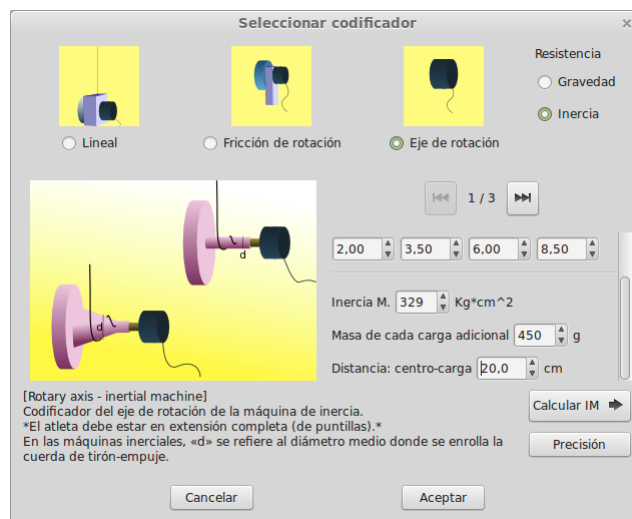 Seleccionar codificador
Resistencia
Gravedad
Inercia
Lineal
Fricción de rotación
Eje de rotación
1 / 3
d
d
2,00 3,50 6,00 8,50
Inercia M. 329 Kg*cm^2
Masa de cada carga adicional 450 g
Distancia: centro-carga 20,0 cm
[Rotary axis - inertial machine]
Codificador del eje de rotación de la máquina de inercia.
*El atleta debe estar en extensión completa (de puntillas).*
En las máquinas inerciales, «d» se refiere al diámetro medio donde se enrolla la
cuerda de tirón-empuje.
Calcular IM
Precisión
Cancelar
Aceptar